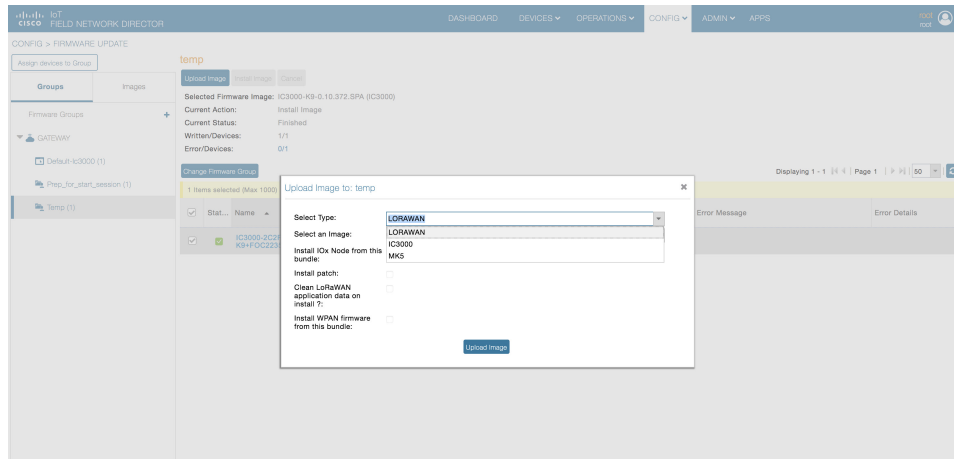 CISCO IoT
FIELD NETWORK DIRECTOR
DASHBOARD DEVICES OPERATIONS CONFIG ADMIN APPS
root
root
CONFIG > FIRMWARE UPDATE
Assign devices to Group
Groups Images
Firmware Groups +
GATEWAY
Default-Ic3000 (1)
Prep_for_start_session (1)
Temp (1)
temp
Upload Image Install Image Cancel
Selected Firmware Image: IC3000-K9-0.10.372.SPA (IC3000)
Current Action: Install Image
Current Status: Finished
Written/Devices: 1/1
Error/Devices: 0/1
Change Firmware Group
Displaying 1 - 1 | Page 1 | 50
1 Items selected (Max 1000)
Stat... Name Error Message Error Details
IC3000-2C2F
K9+FOC223
Upload Image to: temp
Select Type: LORAWAN
LORAWAN
IC3000
MK5
Select an Image:
Install IOx Node from this
bundle:
Install patch:
Clean LoRaWAN
application data on
install ?:
Install WPAN firmware
from this bundle:
Upload Image